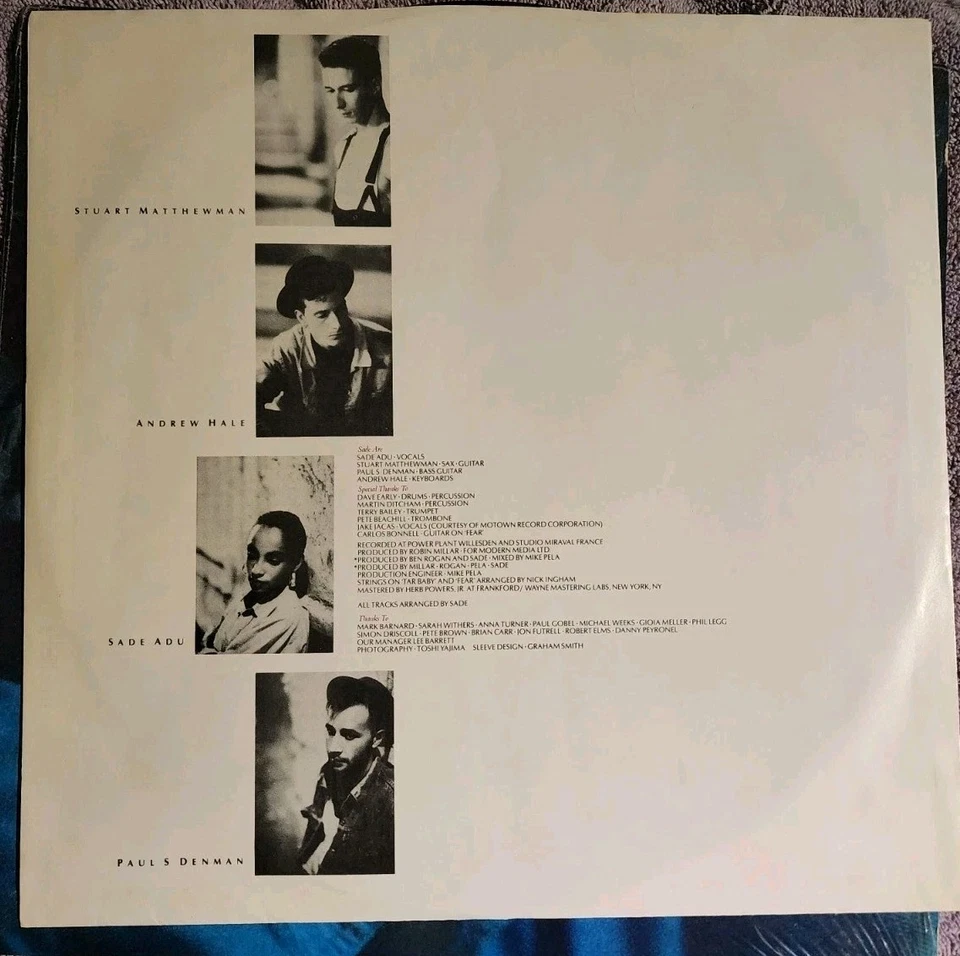 STUART MATTHEWMAN
ANDREW HALE
Sade Are
SADE ADU · VOCALS
STUART MATTHEWMAN · SAX · GUITAR
PAUL S DENMAN · BASS GUITAR
ANDREW HALE · KEYBOARDS
Special Thanks To
DAVE EARLY · DRUMS · PERCUSSION
MARTIN DITCHAM · PERCUSSION
TERRY BAILEY · TRUMPET
PETE BEACHILL · TROMBONE
JAKE JACAS · VOCALS (COURTESY OF MOTOWN RECORD CORPORATION)
CARLOS BONNELL · GUITAR ON 'FEAR'
RECORDED AT POWER PLANT WILLESDEN AND STUDIO MIRAVAL FRANCE
PRODUCED BY ROBIN MILLAR · FOR MODERN MEDIA LTD
*PRODUCED BY BEN ROGAN AND SADE · MIXED BY MIKE PELA
*PRODUCED BY MILLAR · ROGAN · PELA · SADE
PRODUCTION ENGINEER · MIKE PELA
STRINGS ON 'TAR BABY' AND 'FEAR' ARRANGED BY NICK INGHAM
MASTERED BY HERB POWERS, JR. AT FRANKFORD/ WAYNE MASTERING LABS, NEW YORK, NY
ALL TRACKS ARRANGED BY SADE
Thanks To
MARK BARNARD · SARAH WITHERS · ANNA TURNER · PAUL GOBEL · MICHAEL WEEKS · GIOIA MELLER · PHIL LEGG
SIMON DRISCOLL · PETE BROWN · BRIAN CARR · JON FUTRELL · ROBERT ELMS · DANNY PEYRONEL
OUR MANAGER LEE BARRETT
PHOTOGRAPHY · TOSHI YAJIMA SLEEVE DESIGN · GRAHAM SMITH
SADE ADU
PAUL S DENMAN